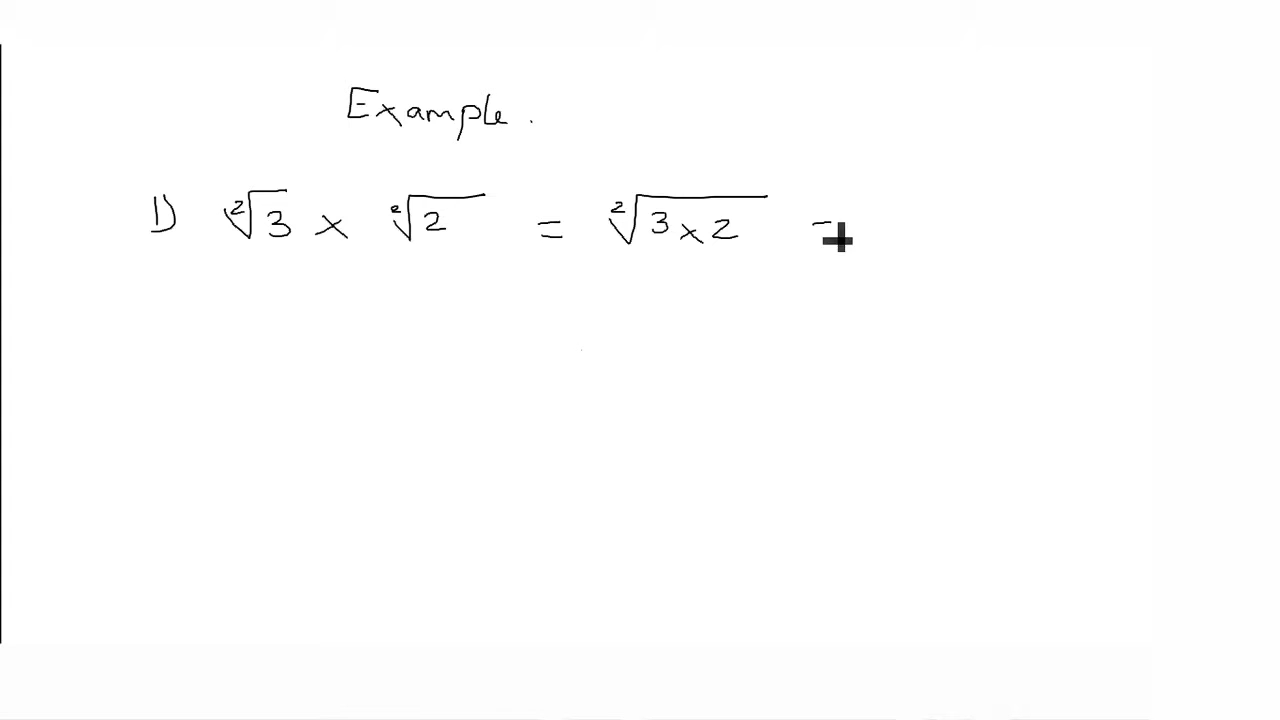 Example.
1) ²√3 × ²√2 = ²√3×2 =